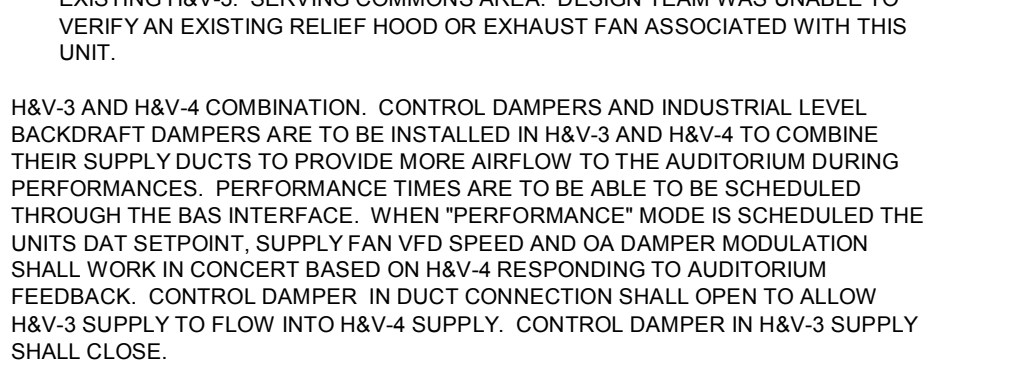 EXISTING H&V-5. SERVING COMMONS AREA. DESIGN TEAM WAS UNABLE TO
VERIFY AN EXISTING RELIEF HOOD OR EXHAUST FAN ASSOCIATED WITH THIS
UNIT.
H&V-3 AND H&V-4 COMBINATION. CONTROL DAMPERS AND INDUSTRIAL LEVEL
BACKDRAFT DAMPERS ARE TO BE INSTALLED IN H&V-3 AND H&V-4 TO COMBINE
THEIR SUPPLY DUCTS TO PROVIDE MORE AIRFLOW TO THE AUDITORIUM DURING
PERFORMANCES. PERFORMANCE TIMES ARE TO BE ABLE TO BE SCHEDULED
THROUGH THE BAS INTERFACE. WHEN "PERFORMANCE" MODE IS SCHEDULED THE
UNITS DAT SETPOINT, SUPPLY FAN VFD SPEED AND OA DAMPER MODULATION
SHALL WORK IN CONCERT BASED ON H&V-4 RESPONDING TO AUDITORIUM
FEEDBACK. CONTROL DAMPER IN DUCT CONNECTION SHALL OPEN TO ALLOW
H&V-3 SUPPLY TO FLOW INTO H&V-4 SUPPLY. CONTROL DAMPER IN H&V-3 SUPPLY
SHALL CLOSE.